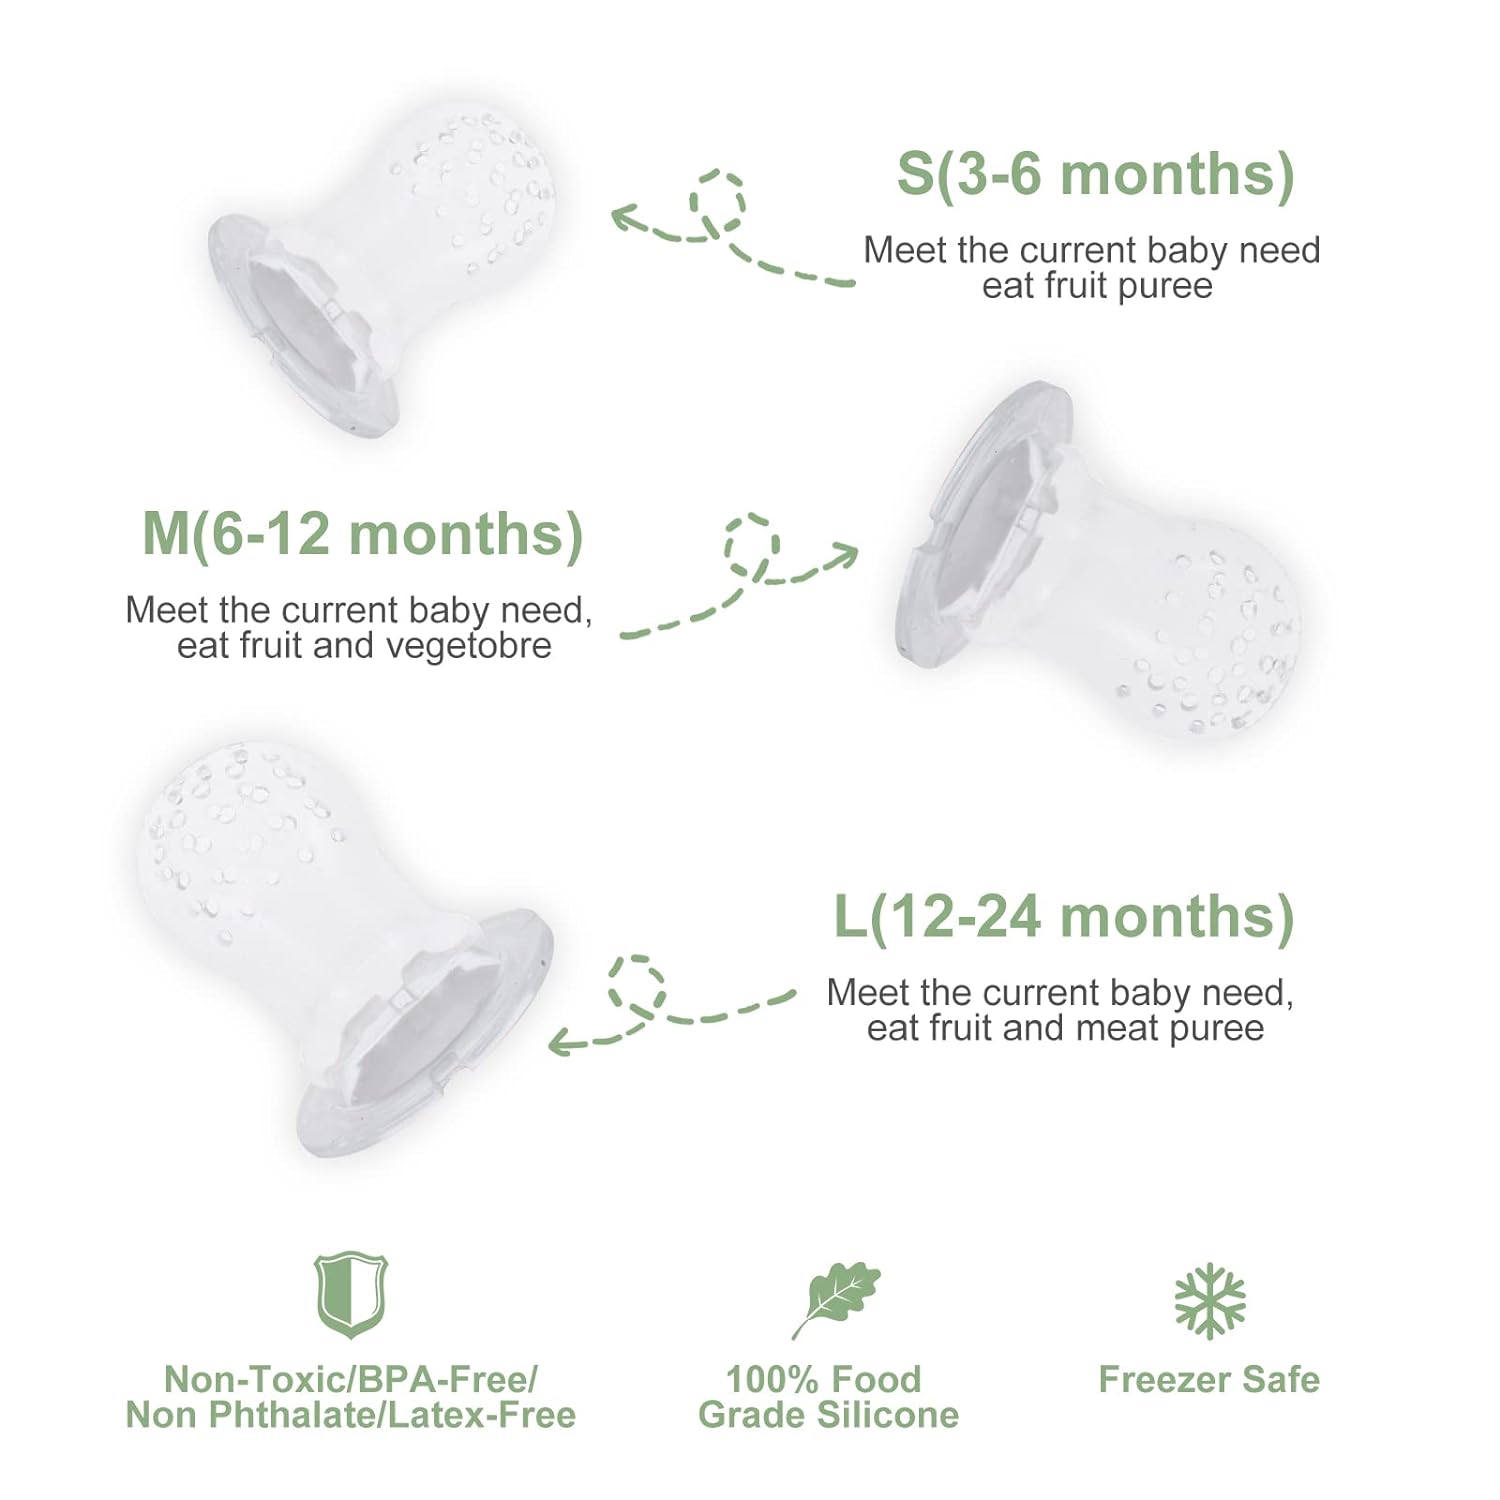 S(3-6 months)
Meet the current baby need
eat fruit puree
M(6-12 months)
Meet the current baby need,
eat fruit and vegetobre
L(12-24 months)
Meet the current baby need,
eat fruit and meat puree
Non-Toxic/BPA-Free/
Non Phthalate/Latex-Free
100% Food
Grade Silicone
Freezer Safe